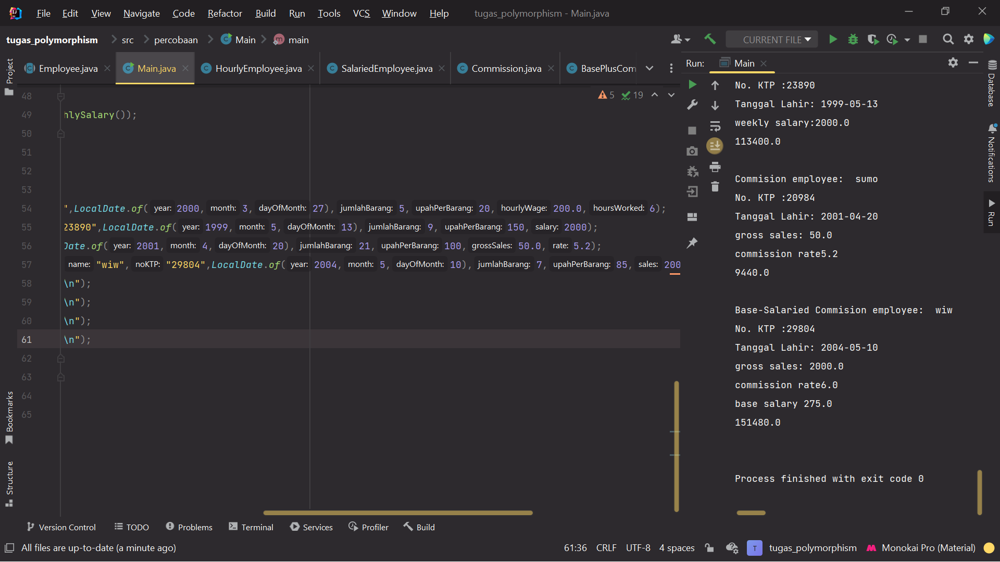 File Edit View Navigate Code Refactor Build Run Tools VCS Window Help tugas_polymorphism - Main.java
tugas_polymorphism src percobaan Main main CURRENT FILE
Project
Employee.java Main.java HourlyEmployee.java SalariedEmployee.java Commission.java BasePlusCom
5 19
48
49 hlySalary());
50
51
52
53
54 ",LocalDate.of( year: 2000, month: 3, dayOfMonth: 27), jumlahBarang: 5, upahPerBarang: 20, hourlyWage: 200.0, hoursWorked: 6);
55 23890",LocalDate.of( year: 1999, month: 5, dayOfMonth: 13), jumlahBarang: 9, upahPerBarang: 150, salary: 2000);
56 Date.of( year: 2001, month: 4, dayOfMonth: 20), jumlahBarang: 21, upahPerBarang: 100, grossSales: 50.0, rate: 5.2);
57 name: "wiw", noKTP: "29804",LocalDate.of( year: 2004, month: 5, dayOfMonth: 10), jumlahBarang: 7, upahPerBarang: 85, sales: 200
58 \n");
59 \n");
60 \n");
61 \n");
62
63
64
65
Bookmarks
Structure
Run: Main
No. KTP :23890
Tanggal Lahir: 1999-05-13
weekly salary:2000.0
113400.0
Commision employee:  sumo
No. KTP :20984
Tanggal Lahir: 2001-04-20
gross sales: 50.0
commission rate5.2
9440.0
Base-Salaried Commision employee:  wiw
No. KTP :29804
Tanggal Lahir: 2004-05-10
gross sales: 2000.0
commission rate6.0
base salary 275.0
151480.0
Process finished with exit code 0
Database
Notifications
Run
Version Control TODO Problems Terminal Services Profiler Build
All files are up-to-date (a minute ago) 61:36 CRLF UTF-8 4 spaces T tugas_polymorphism Monokai Pro (Material)